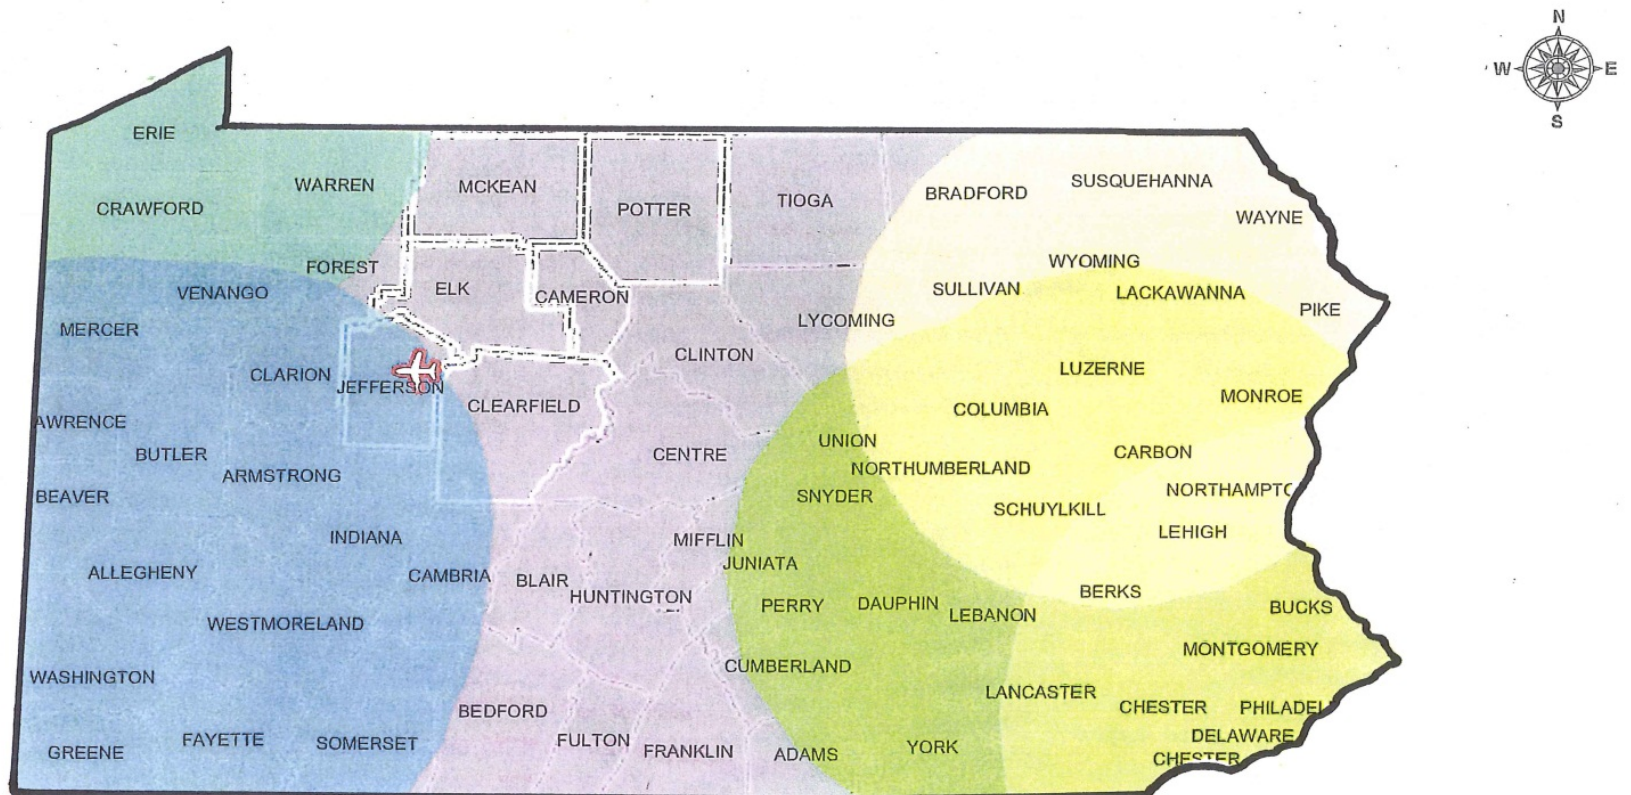 N
W E
S
ERIE
WARREN
MCKEAN
SUSQUEHANNA
BRADFORD
TIOGA
CRAWFORD
POTTER
WAYNE
WYOMING
FOREST
ELK
SULLIVAN
LACKAWANNA
VENANGO
CAMERON
PIKE
LYCOMING
MERCER
CLINTON
LUZERNE
CLARION
JEFFERSON
MONROE
CLEARFIELD
COLUMBIA
AWRENCE
UNION
BUTLER
CENTRE
CARBON
NORTHUMBERLAND
ARMSTRONG
NORTHAMPTO
BEAVER
SNYDER
SCHUYLKILL
LEHIGH
INDIANA
MIFFLIN
JUNIATA
ALLEGHENY
CAMBRIA
BLAIR
BERKS
HUNTINGTON
PERRY
DAUPHIN
BUCKS
LEBANON
WESTMORELAND
MONTGOMERY
CUMBERLAND
WASHINGTON
LANCASTER
BEDFORD
CHESTER
PHILADEL
DELAWARE
FAYETTE
SOMERSET
FULTON
YORK
GREENE
FRANKLIN
ADAMS
CHESTER